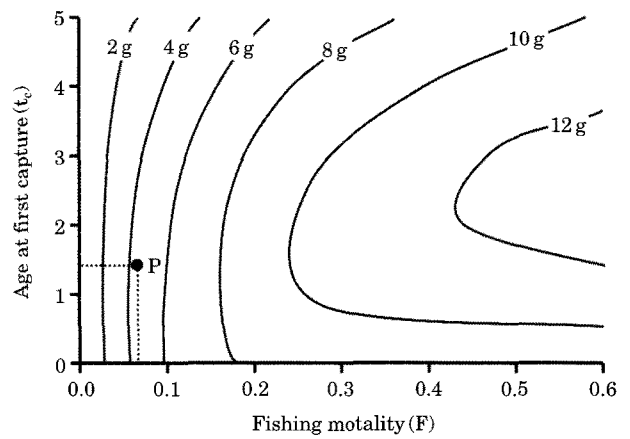 5
4
3
2
1
0
Age at first capture (t_c)
2 g
4 g
6 g
8 g
10 g
12 g
P
0.0 0.1 0.2 0.3 0.4 0.5 0.6
Fishing motality (F)